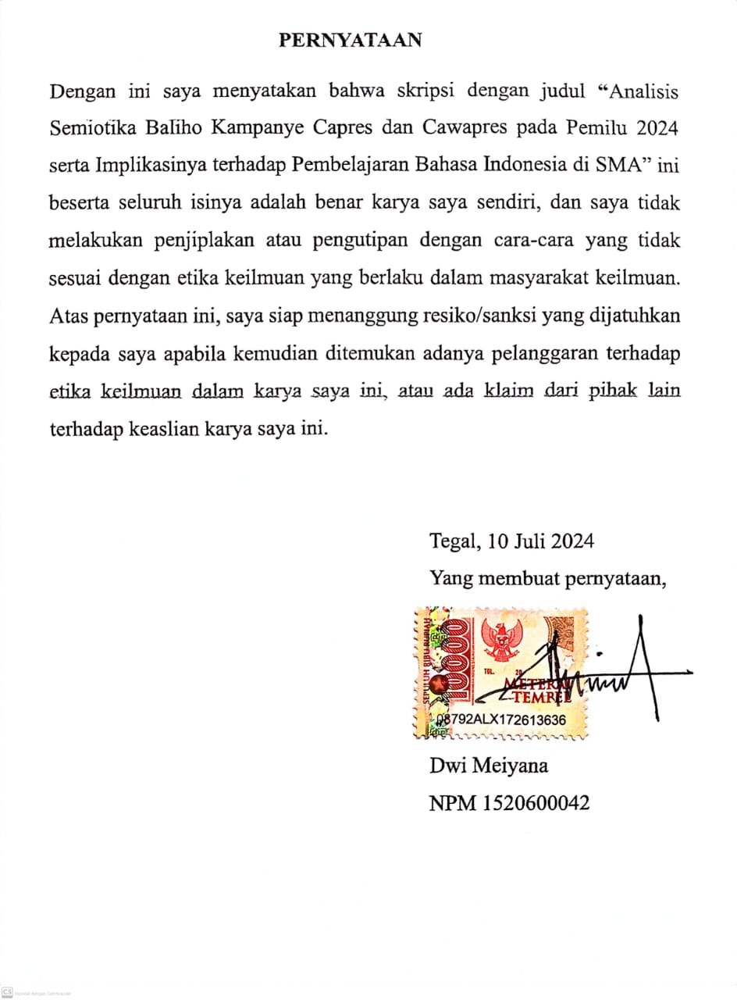 PERNYATAAN
Dengan ini saya menyatakan bahwa skripsi dengan judul “Analisis
Semiotika Baliho Kampanye Capres dan Cawapres pada Pemilu 2024
serta Implikasinya terhadap Pembelajaran Bahasa Indonesia di SMA” ini
beserta seluruh isinya adalah benar karya saya sendiri, dan saya tidak
melakukan penjiplakan atau pengutipan dengan cara-cara yang tidak
sesuai dengan etika keilmuan yang berlaku dalam masyarakat keilmuan.
Atas pernyataan ini, saya siap menanggung resiko/sanksi yang dijatuhkan
kepada saya apabila kemudian ditemukan adanya pelanggaran terhadap
etika keilmuan dalam karya saya ini, atau ada klaim dari pihak lain
terhadap keaslian karya saya ini.
Tegal, 10 Juli 2024
Yang membuat pernyataan,
SEPULUH RIBU RUPIAH
10000
TGL. 20
METERAI
TEMPEL
08792ALX172613636
Dwi Meiyana
NPM 1520600042
CS Dipindai dengan CamScanner